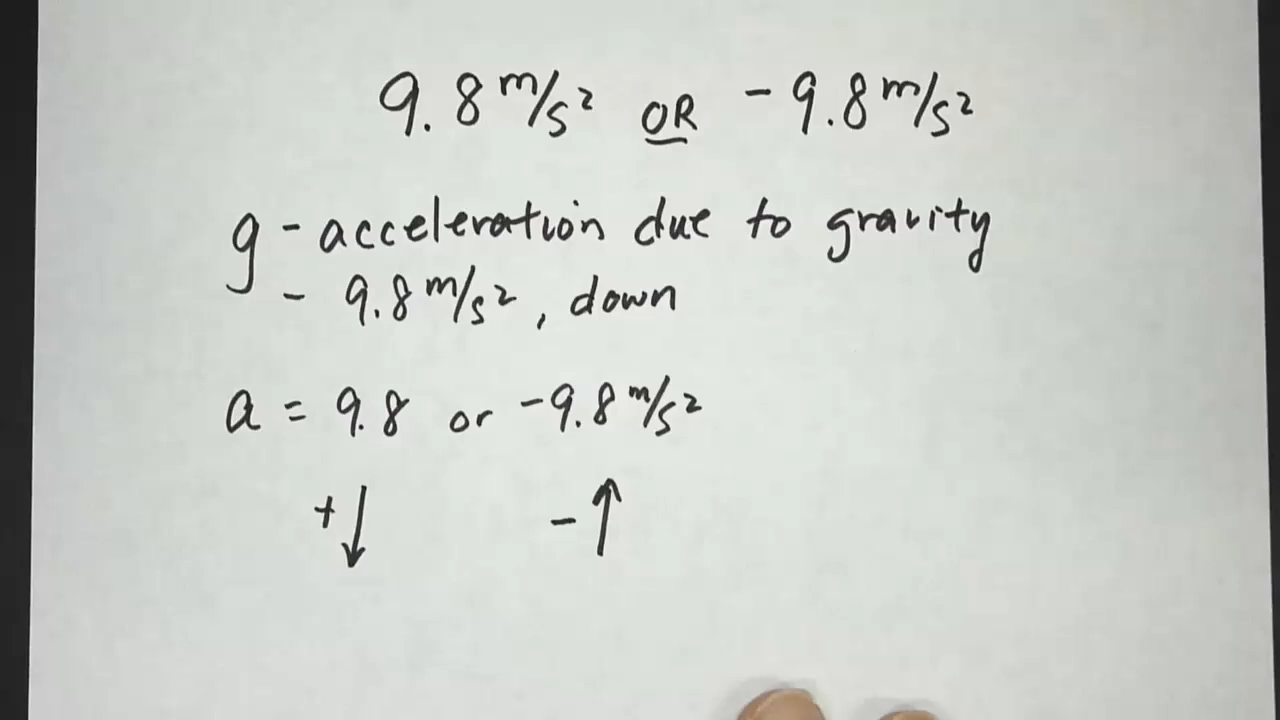 9.8 m/s² OR -9.8 m/s²
g - acceleration due to gravity
- 9.8 m/s², down
a = 9.8 or -9.8 m/s²
+↓ -↑